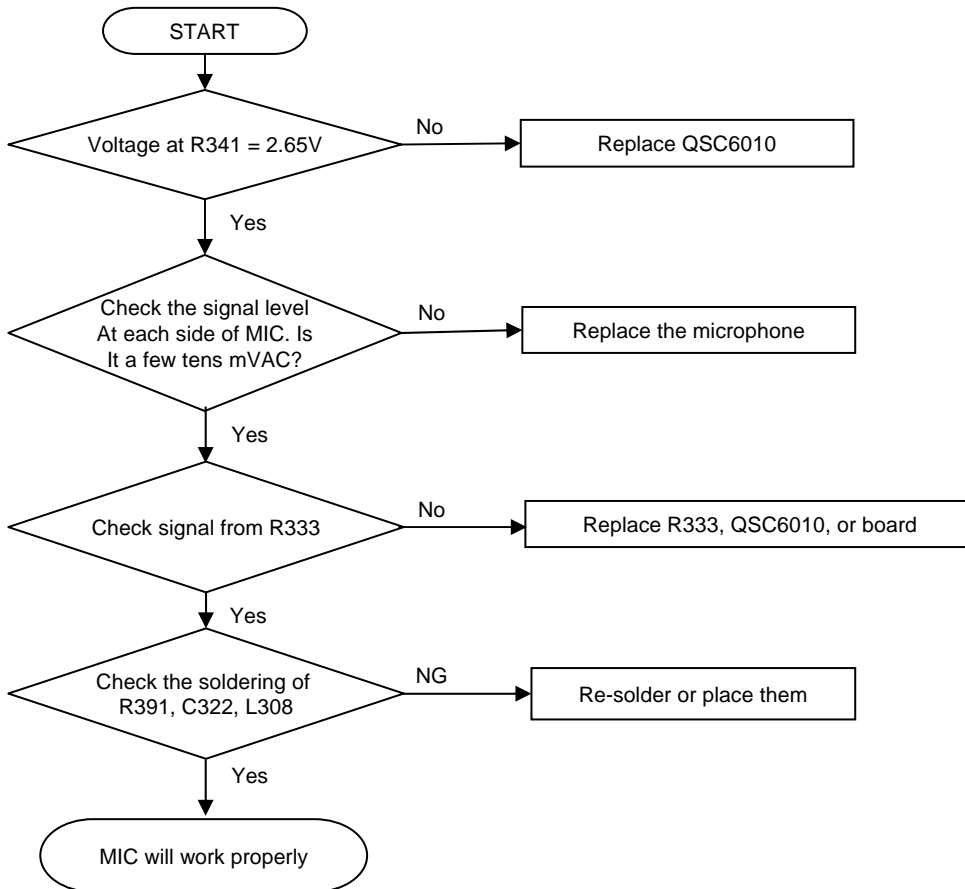 START
Voltage at R341 = 2.65V
No
Replace QSC6010
Yes
Check the signal level
At each side of MIC. Is
It a few tens mVAC?
No
Replace the microphone
Yes
Check signal from R333
No
Replace R333, QSC6010, or board
Yes
Check the soldering of
R391, C322, L308
NG
Re-solder or place them
Yes
MIC will work properly